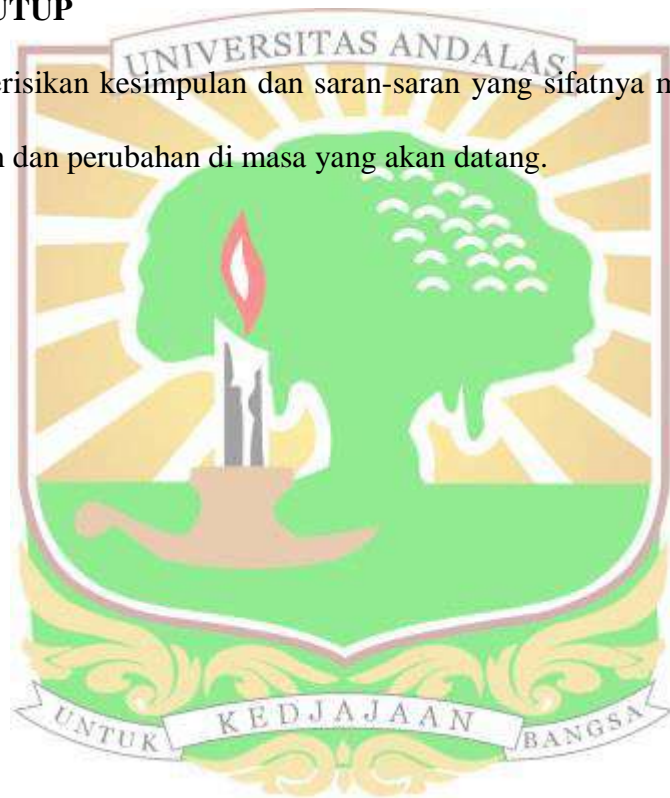 UTUP
UNIVERSITAS ANDALAS
erisikan kesimpulan dan saran-saran yang sifatnya m
n dan perubahan di masa yang akan datang.
UNTUK KEDJAJAAN BANGSA